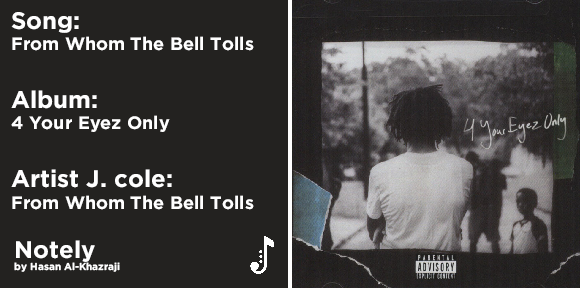 Song:
From Whom The Bell Tolls
Album:
4 Your Eyez Only
Artist J. cole:
From Whom The Bell Tolls
Notely
by Hasan Al-Khazraji
4 Your Eyez Only
PARENTAL
ADVISORY
EXPLICIT CONTENT